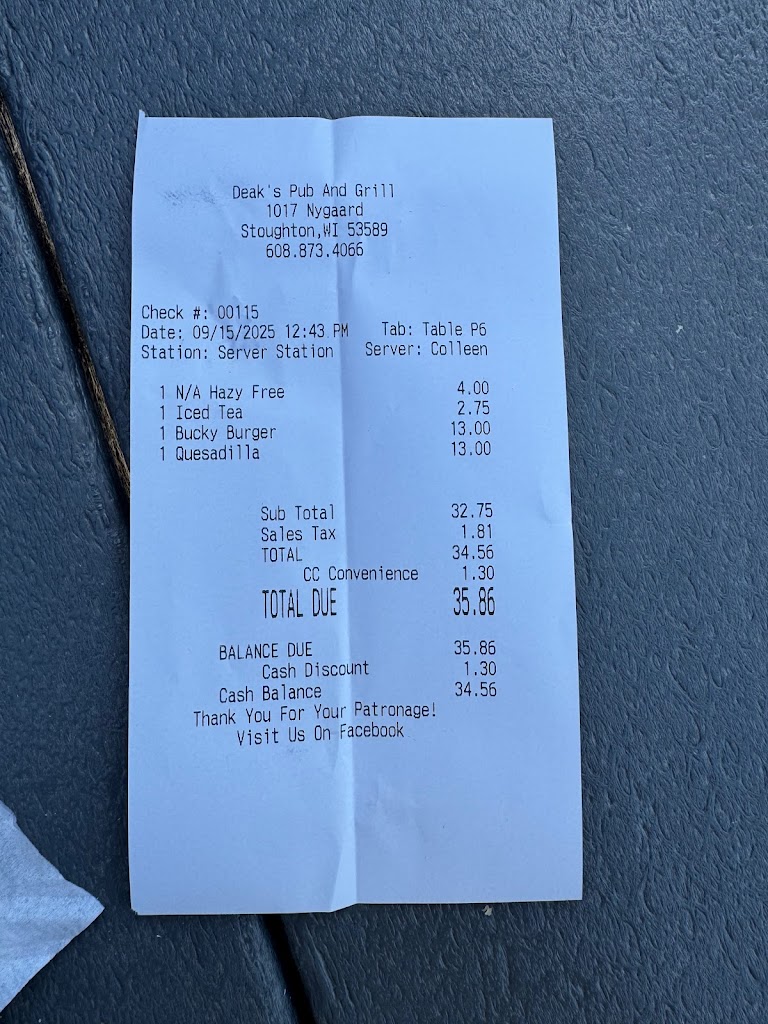 Deak's Pub And Grill
1017 Nygaard
Stoughton,WI 53589
608.873.4066
Check #: 00115
Date: 09/15/2025 12:43 PM Tab: Table P6
Station: Server Station Server: Colleen
1 N/A Hazy Free 4.00
1 Iced Tea 2.75
1 Bucky Burger 13.00
1 Quesadilla 13.00
Sub Total 32.75
Sales Tax 1.81
TOTAL 34.56
CC Convenience 1.30
TOTAL DUE 35.86
BALANCE DUE 35.86
Cash Discount 1.30
Cash Balance 34.56
Thank You For Your Patronage!
Visit Us On Facebook